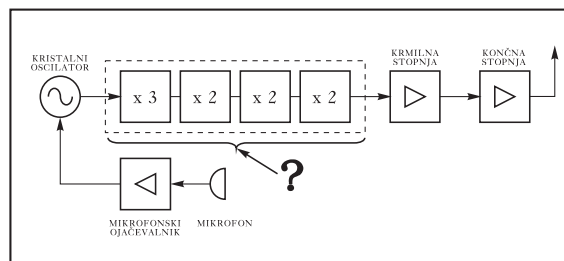 KRISTALNI
OSCILATOR
x 3
x 2
x 2
x 2
KRMILNA
STOPNJA
KONČNA
STOPNJA
?
MIKROFONSKI
OJAČEVALNIK
MIKROFON